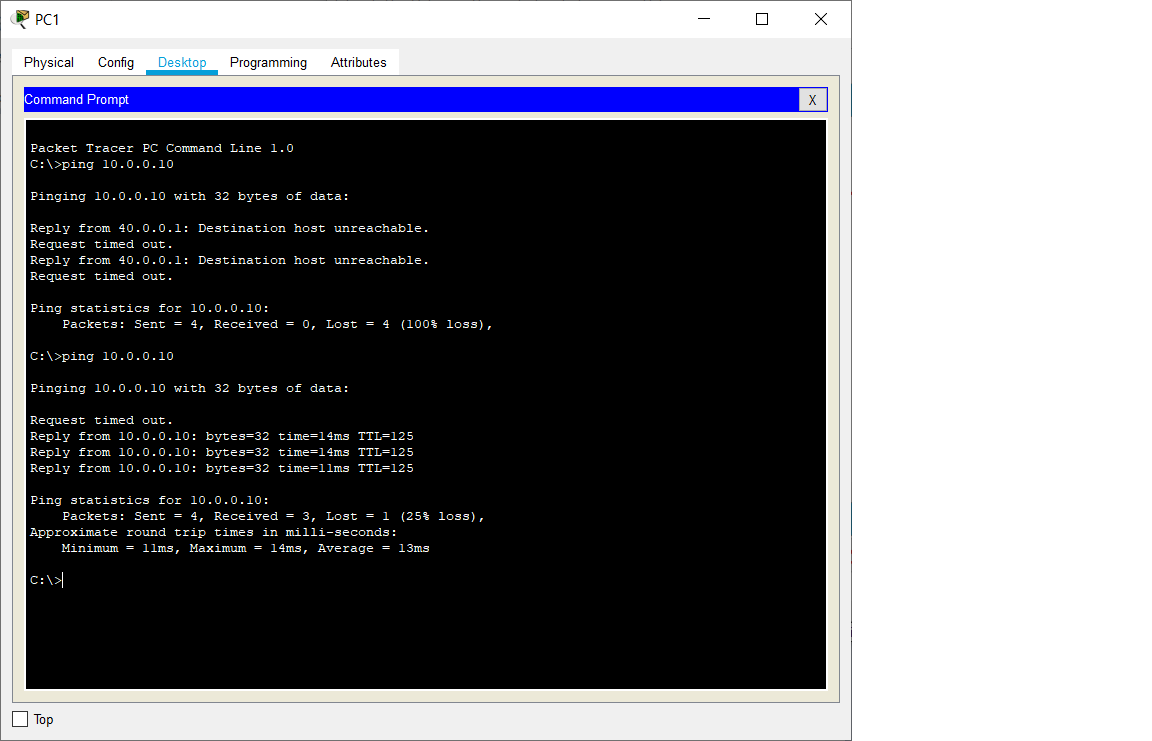 PC1
Physical Config Desktop Programming Attributes
Command Prompt X
Packet Tracer PC Command Line 1.0
C:\>ping 10.0.0.10
Pinging 10.0.0.10 with 32 bytes of data:
Reply from 40.0.0.1: Destination host unreachable.
Request timed out.
Reply from 40.0.0.1: Destination host unreachable.
Request timed out.
Ping statistics for 10.0.0.10:
Packets: Sent = 4, Received = 0, Lost = 4 (100% loss),
C:\>ping 10.0.0.10
Pinging 10.0.0.10 with 32 bytes of data:
Request timed out.
Reply from 10.0.0.10: bytes=32 time=14ms TTL=125
Reply from 10.0.0.10: bytes=32 time=14ms TTL=125
Reply from 10.0.0.10: bytes=32 time=11ms TTL=125
Ping statistics for 10.0.0.10:
Packets: Sent = 4, Received = 3, Lost = 1 (25% loss),
Approximate round trip times in milli-seconds:
Minimum = 11ms, Maximum = 14ms, Average = 13ms
C:\>
Top